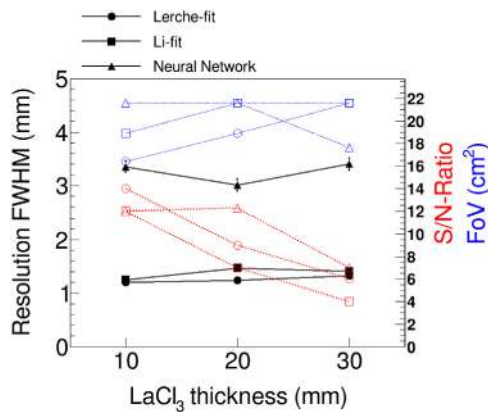 Lerche-fit
Li-fit
Neural Network
Resolution FWHM (mm)
5
4
3
2
1
0
22
20
18
16
14
12
10
8
6
4
2
0
S/N-Ratio
FoV (cm²)
10 20 30
LaCl₃ thickness (mm)